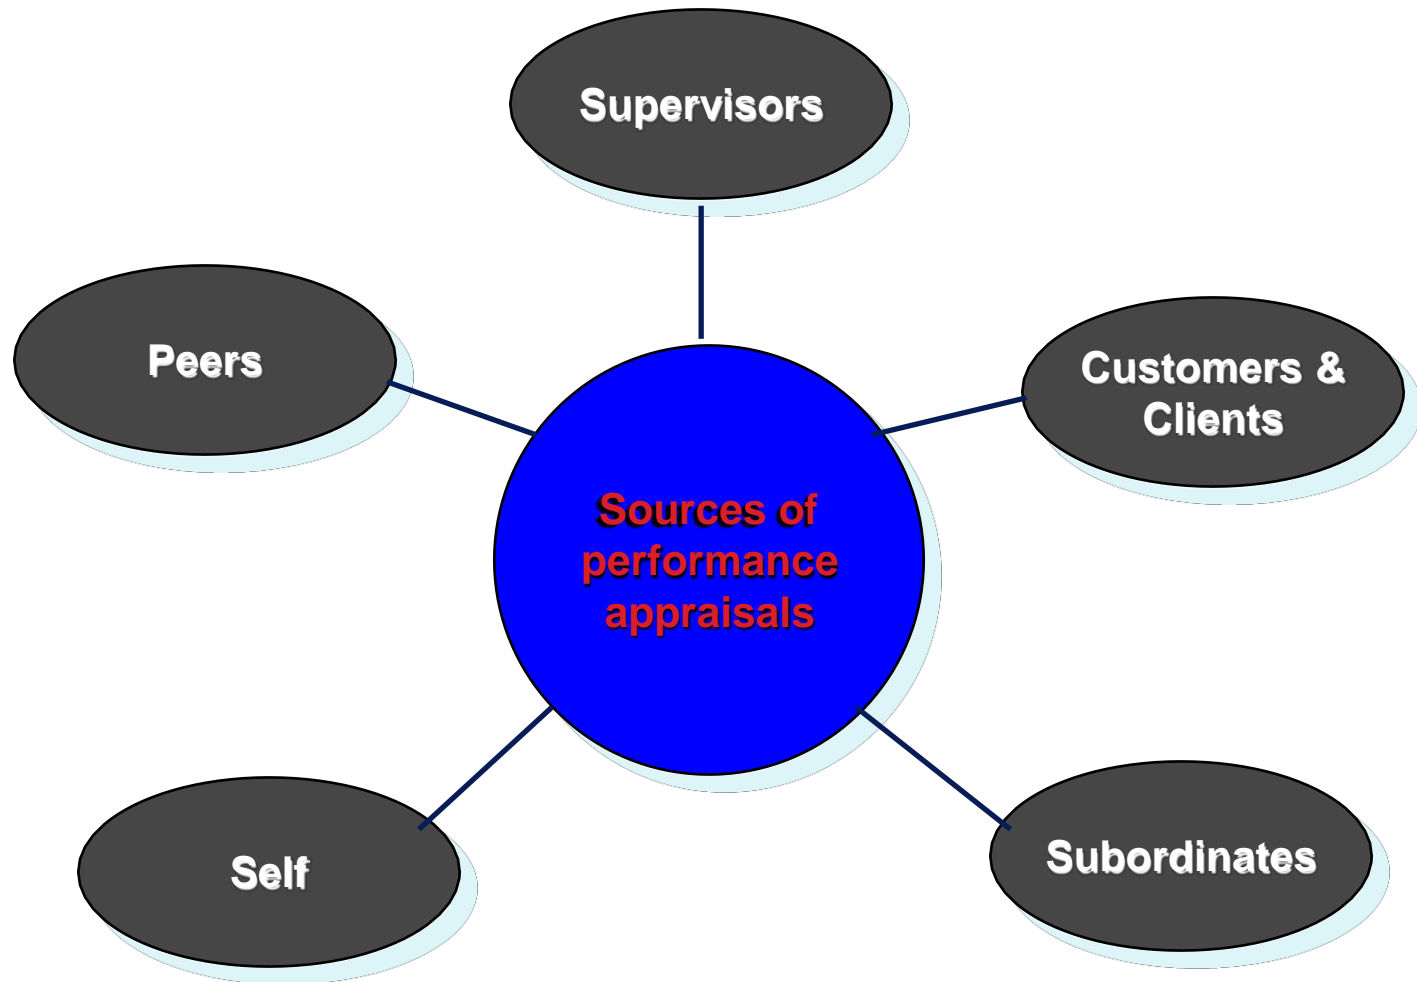 Supervisors
Peers
Customers &
Clients
Sources of
performance
appraisals
Self
Subordinates